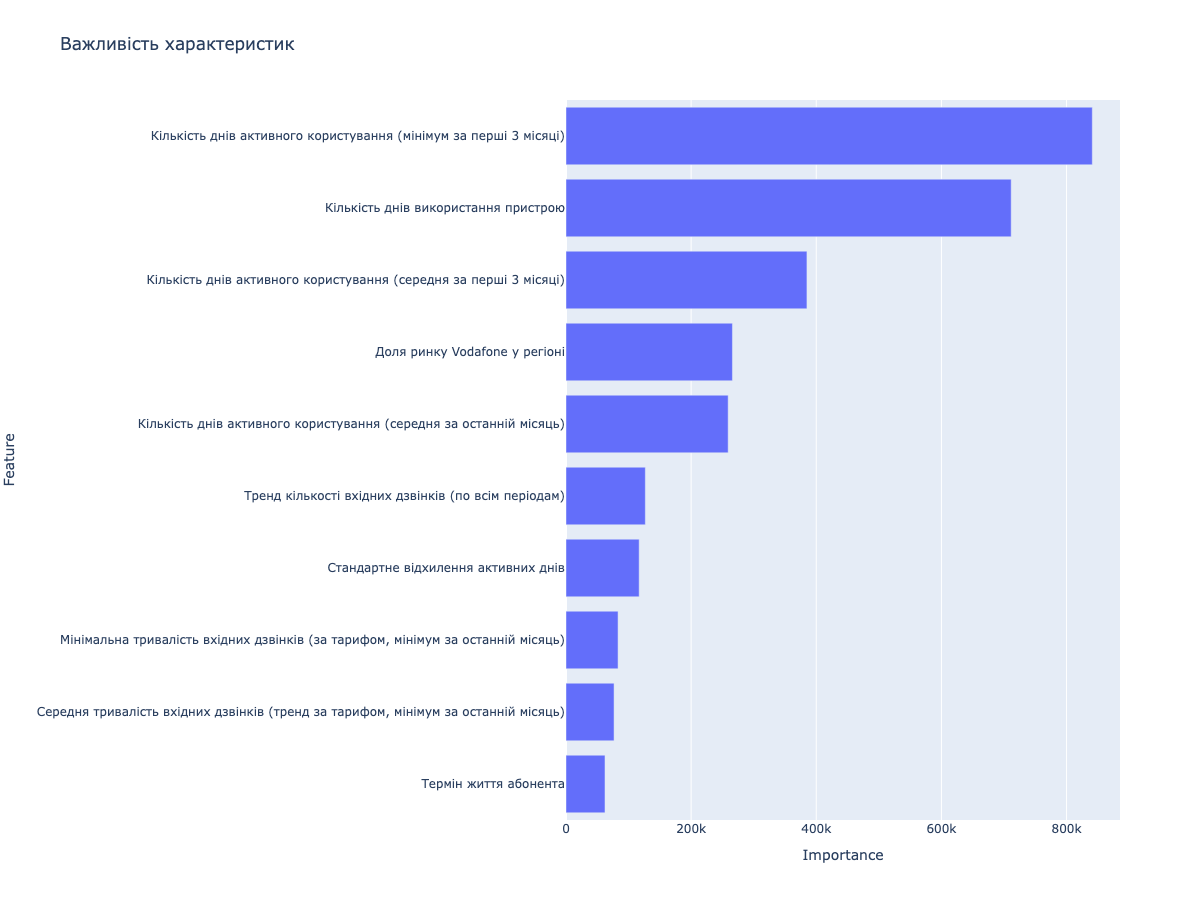 Важливість характеристик
Кількість днів активного користування (мінімум за перші 3 місяці)
Кількість днів використання пристрою
Кількість днів активного користування (середня за перші 3 місяці)
Доля ринку Vodafone у регіоні
Кількість днів активного користування (середня за останній місяць)
Тренд кількості вхідних дзвінків (по всім періодам)
Стандартне відхилення активних днів
Мінімальна тривалість вхідних дзвінків (за тарифом, мінімум за останній місяць)
Середня тривалість вхідних дзвінків (тренд за тарифом, мінімум за останній місяць)
Термін життя абонента
Feature
0 200k 400k 600k 800k
Importance